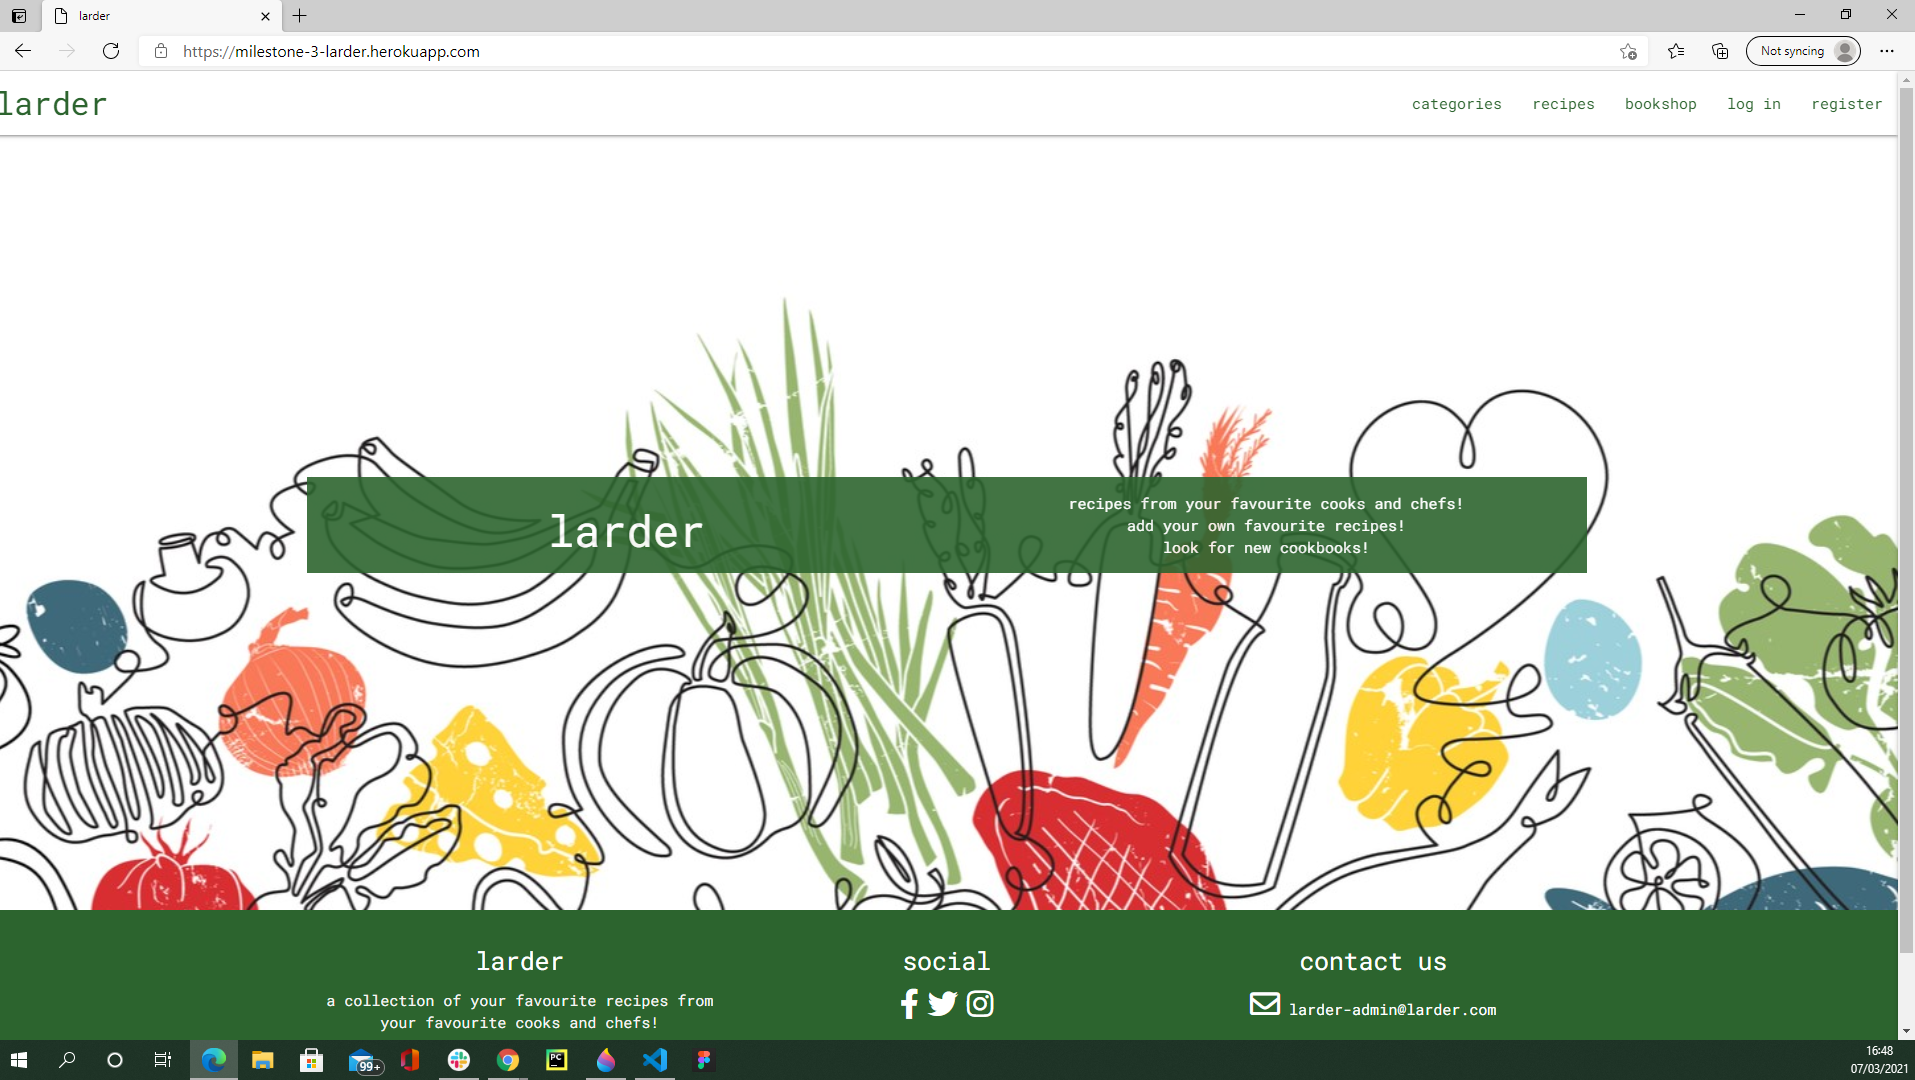 larder
https://milestone-3-larder.herokuapp.com
Not syncing
larder
categories recipes bookshop log in register
larder
recipes from your favourite cooks and chefs!
add your own favourite recipes!
look for new cookbooks!
larder
a collection of your favourite recipes from
your favourite cooks and chefs!
social
contact us
larder-admin@larder.com
99+
PC
16:48
07/03/2021